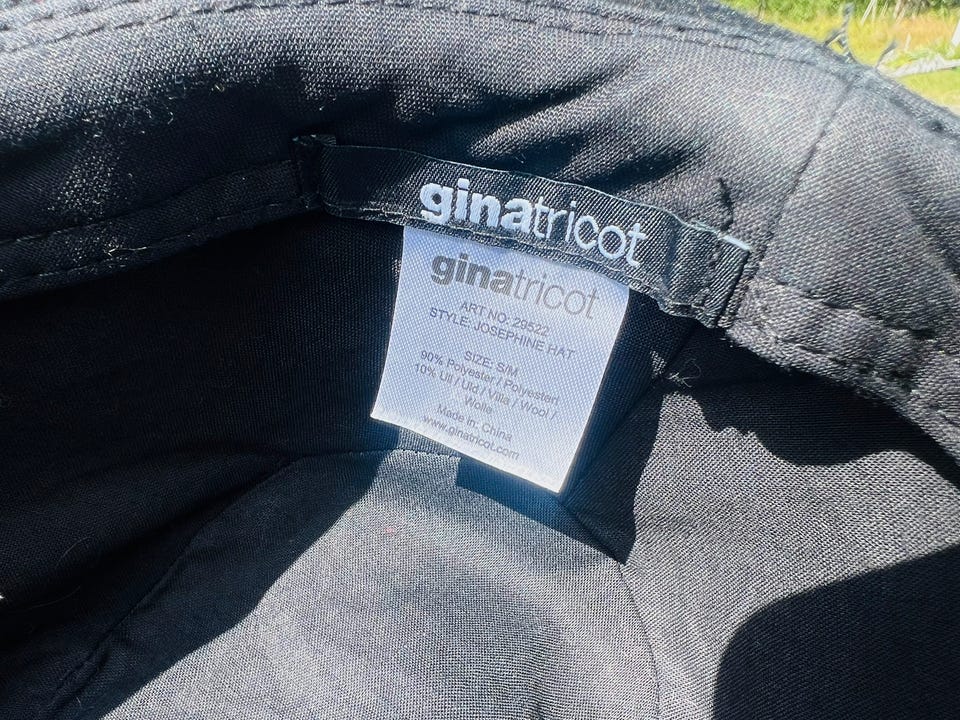 ginatricot
ginatricot
ART NO: 29522
STYLE: JOSEPHINE HAT
SIZE: S/M
90% Polyester / Polyesteri
10% Ull / Uld / Villa / Wool /
Wolle
Made in: China
www.ginatricot.com